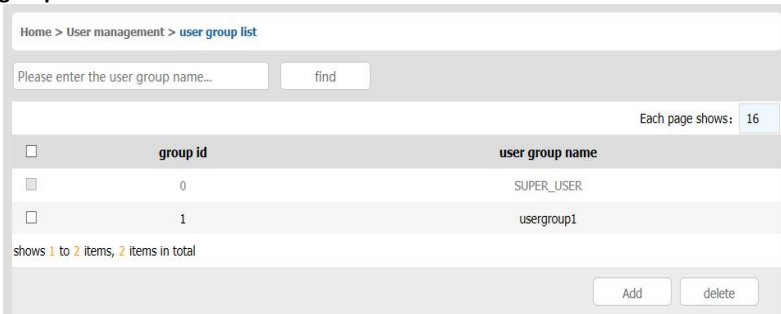 Home > User management > user group list
Please enter the user group name... find
Each page shows: 16
group id user group name
0 SUPER_USER
1 usergroup1
shows 1 to 2 items, 2 items in total
Add delete